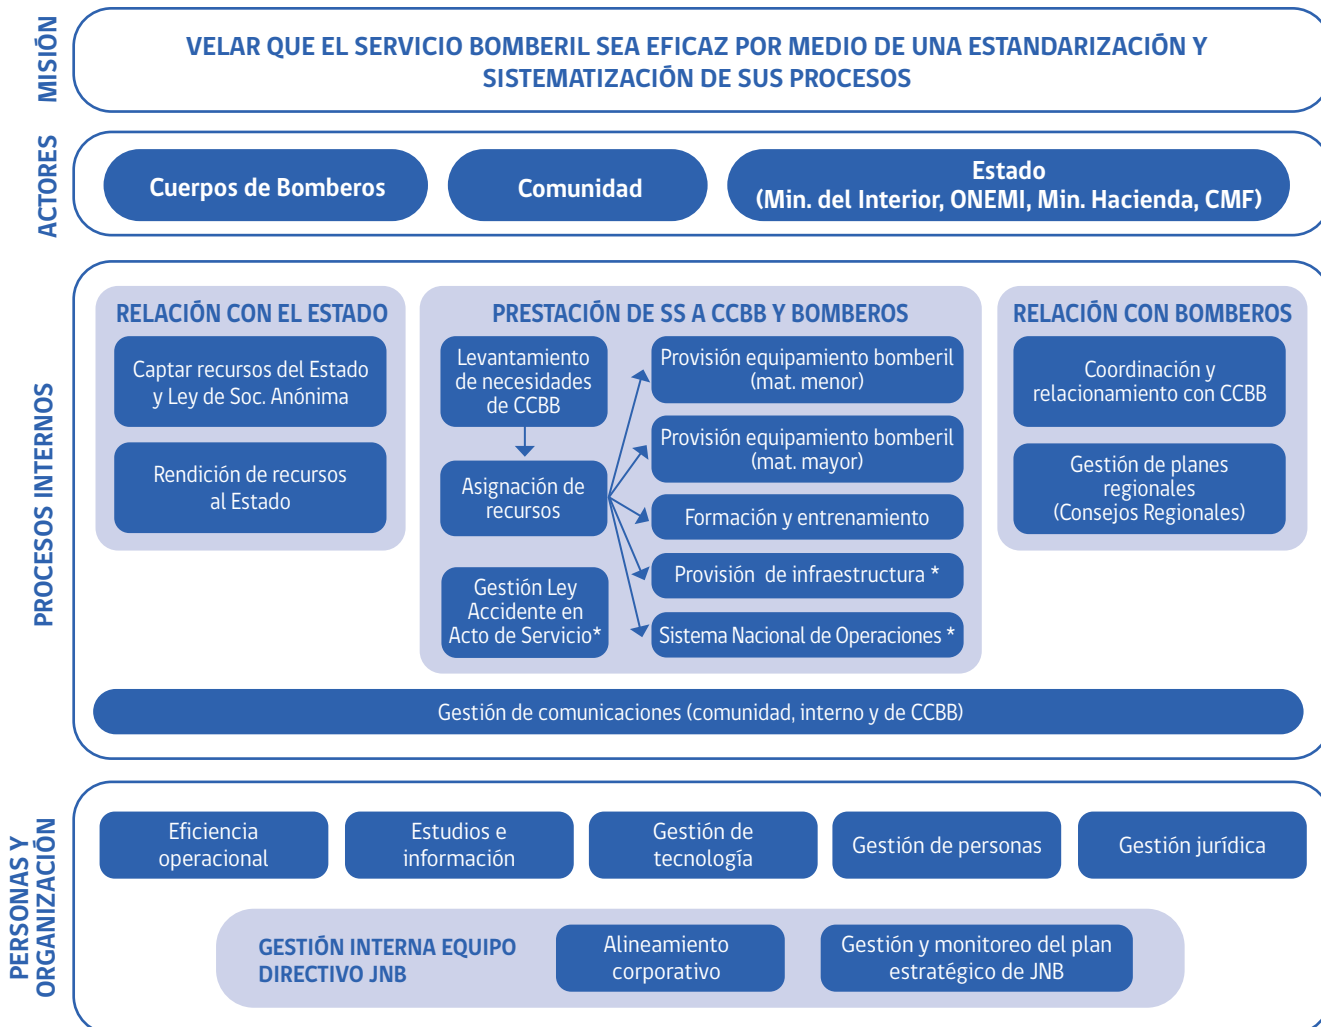 MISIÓN
VELAR QUE EL SERVICIO BOMBERIL SEA EFICAZ POR MEDIO DE UNA ESTANDARIZACIÓN Y
SISTEMATIZACIÓN DE SUS PROCESOS
ACTORES
Cuerpos de Bomberos
Comunidad
Estado
(Min. del Interior, ONEMI, Min. Hacienda, CMF)
PROCESOS INTERNOS
RELACIÓN CON EL ESTADO
Captar recursos del Estado
y Ley de Soc. Anónima
Rendición de recursos
al Estado
PRESTACIÓN DE SS A CCBB Y BOMBEROS
Levantamiento
de necesidades
de CCBB
Asignación de
recursos
Gestión Ley
Accidente en
Acto de Servicio*
Provisión equipamiento bomberil
(mat. menor)
Provisión equipamiento bomberil
(mat. mayor)
Formación y entrenamiento
Provisión de infraestructura *
Sistema Nacional de Operaciones *
RELACIÓN CON BOMBEROS
Coordinación y
relacionamiento con CCBB
Gestión de planes
regionales
(Consejos Regionales)
Gestión de comunicaciones (comunidad, interno y de CCBB)
PERSONAS Y
ORGANIZACIÓN
Eficiencia
operacional
Estudios e
información
Gestión de
tecnología
Gestión de personas
Gestión jurídica
GESTIÓN INTERNA EQUIPO
DIRECTIVO JNB
Alineamiento
corporativo
Gestión y monitoreo del plan
estratégico de JNB